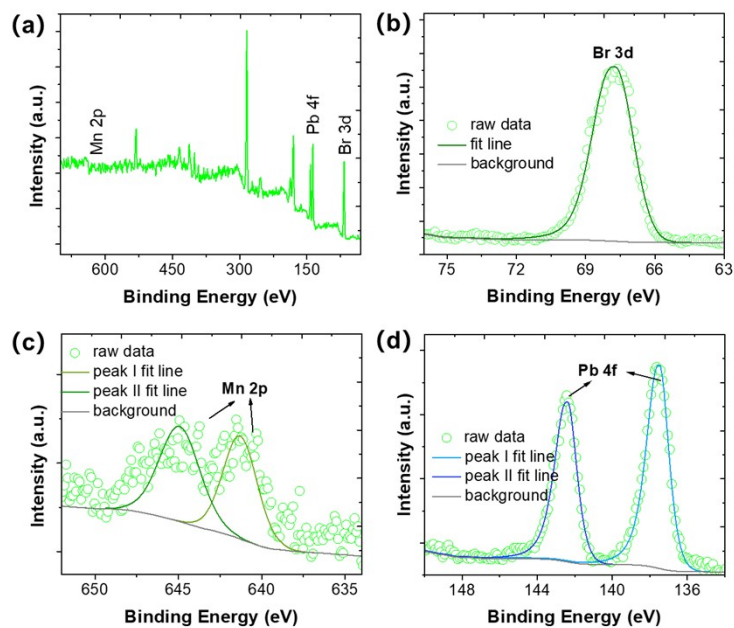 (a)
Mn 2p
Pb 4f
Br 3d
Intensity (a.u.)
600 450 300 150
Binding Energy (eV)
(b)
Br 3d
raw data
fit line
background
Intensity (a.u.)
75 72 69 66 63
Binding Energy (eV)
(c)
raw data
peak I fit line
peak II fit line
background
Mn 2p
Intensity (a.u.)
650 645 640 635
Binding Energy (eV)
(d)
Pb 4f
raw data
peak I fit line
peak II fit line
background
Intensity (a.u.)
148 144 140 136
Binding Energy (eV)